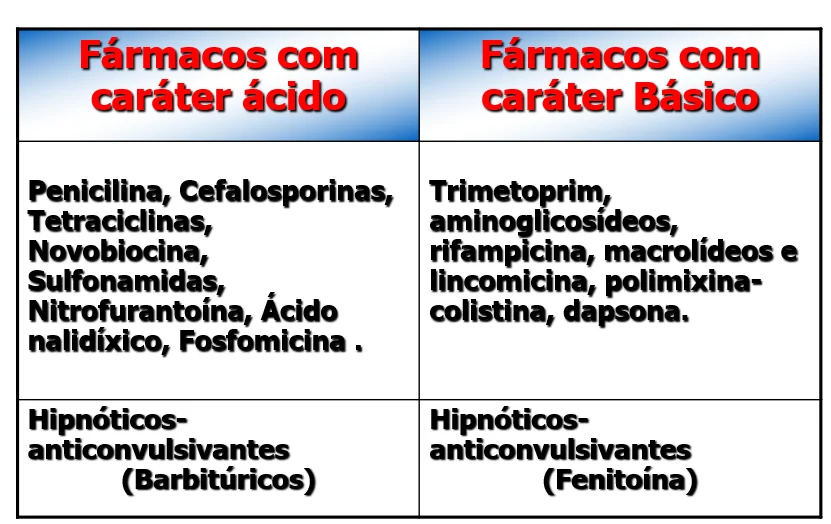 Fármacos com
caráter ácido
Fármacos com
caráter Básico
Penicilina, Cefalosporinas,
Tetraciclinas,
Novobiocina,
Sulfonamidas,
Nitrofurantoína, Ácido
nalidíxico, Fosfomicina .
Trimetoprim,
aminoglicosídeos,
rifampicina, macrolídeos e
lincomicina, polimixina-
colistina, dapsona.
Hipnóticos-
anticonvulsivantes
(Barbitúricos)
Hipnóticos-
anticonvulsivantes
(Fenitoína)